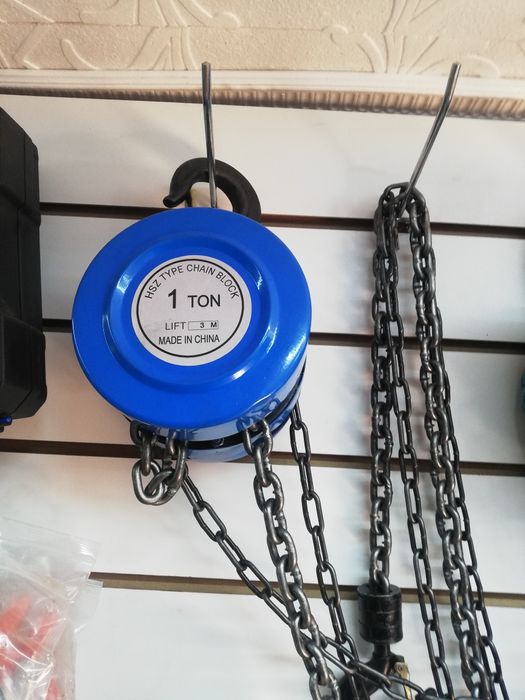 HSZ TYPE CHAIN BLOCK
1 TON
LIFT 3 M
MADE IN CHINA